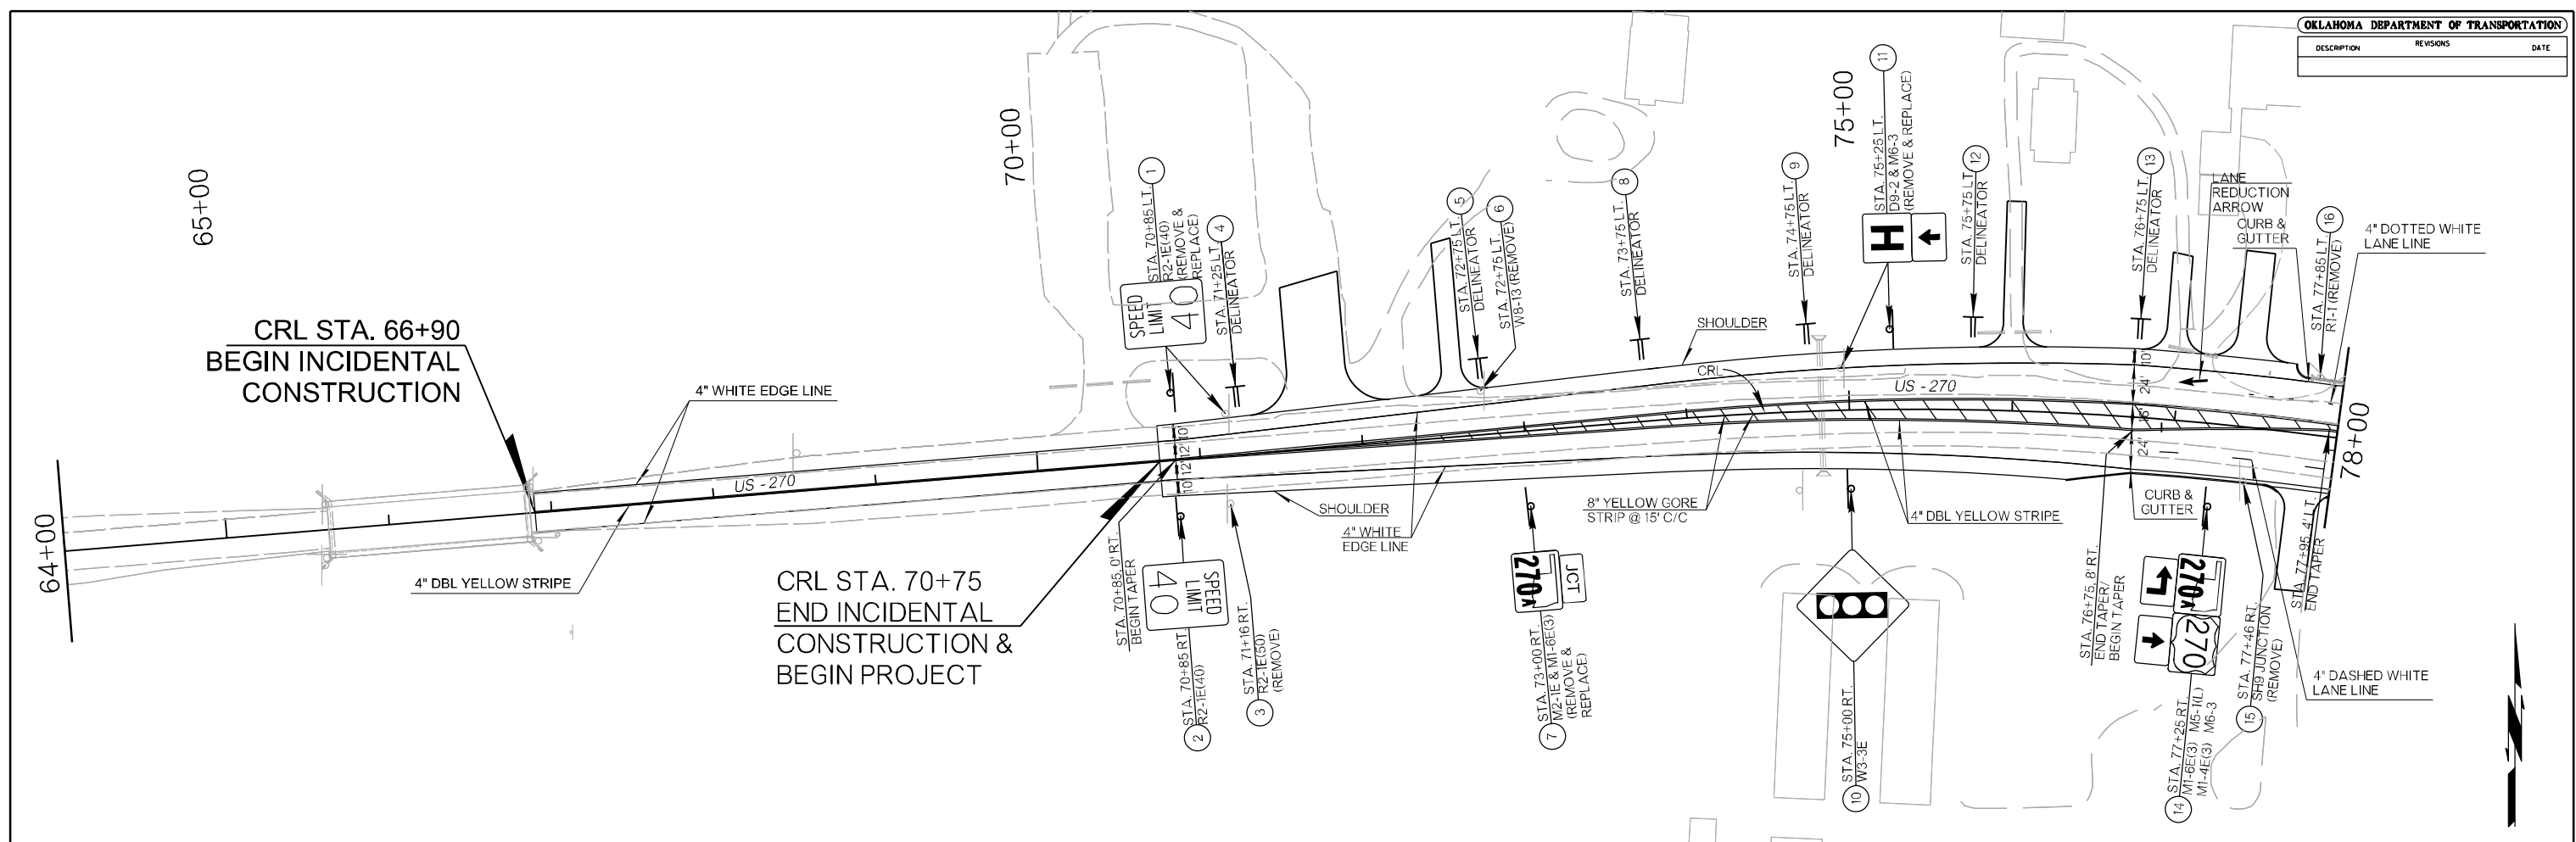 OKLAHOMA DEPARTMENT OF TRANSPORTATION
DESCRIPTION REVISIONS DATE
65+00
70+00
75+00
64+00
78+00
CRL STA. 66+90
BEGIN INCIDENTAL
CONSTRUCTION
4" WHITE EDGE LINE
US - 270
4" DBL YELLOW STRIPE
CRL STA. 70+75
END INCIDENTAL
CONSTRUCTION &
BEGIN PROJECT
1
STA. 70+85 LT.
R2-1E(40)
(REMOVE &
REPLACE)
SPEED
LIMIT
40
4
STA. 71+25 LT.
DELINEATOR
5
STA. 72+75 LT.
DELINEATOR
6
STA. 72+75 LT.
W8-13 (REMOVE)
8
STA. 73+75 LT.
DELINEATOR
9
STA. 74+75 LT.
DELINEATOR
11
STA. 75+25 LT.
D9-2 & M6-3
(REMOVE & REPLACE)
H
12
STA. 75+75 LT.
DELINEATOR
13
STA. 76+75 LT.
DELINEATOR
LANE
REDUCTION
ARROW
CURB &
GUTTER
16
STA. 77+85 LT.
R1-1 (REMOVE)
4" DOTTED WHITE
LANE LINE
SHOULDER
CRL
US - 270
10'
24'
24'
10'
12'
12'
10'
SHOULDER
4" WHITE
EDGE LINE
8" YELLOW GORE
STRIP @ 15' C/C
4" DBL YELLOW STRIPE
CURB &
GUTTER
STA. 70+85, 0' RT.
BEGIN TAPER
SPEED
LIMIT
40
STA. 70+85 RT.
R2-1E(40)
2
STA. 71+16 RT.
R2-1E(50)
(REMOVE)
3
JCT
270A
STA. 73+00 RT.
M2-1E & M1-6E(3)
(REMOVE &
REPLACE)
7
STA. 75+00 RT.
W3-3E
10
STA. 76+75, 8' RT.
END TAPER/
BEGIN TAPER
270A
270
STA. 77+25 RT.
M1-6E(3) M5-1(L)
M1-4E(3) M6-3
14
STA. 77+46 RT.
SH9 JUNCTION
(REMOVE)
15
STA. 77+95, 4' LT.
END TAPER
4" DASHED WHITE
LANE LINE